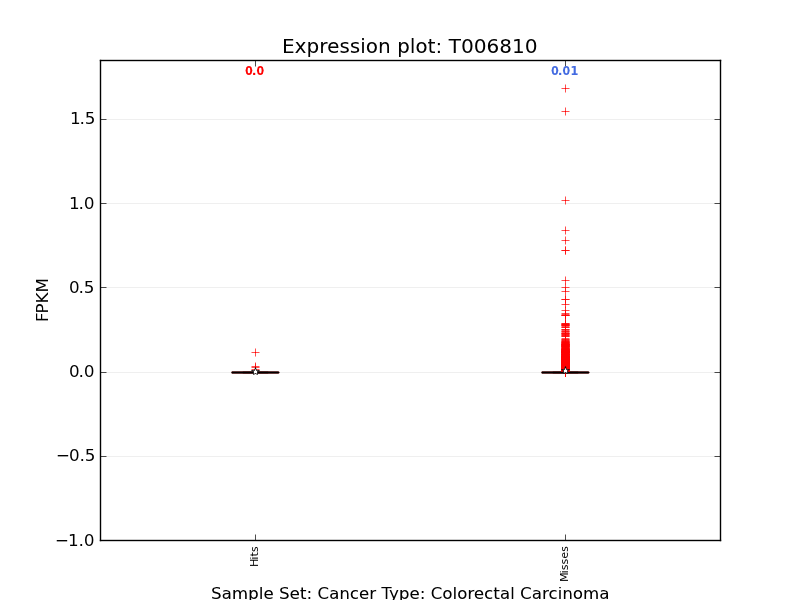 Expression plot: T006810
0.0
0.01
1.5
1.0
0.5
0.0
−0.5
−1.0
FPKM
Hits
Misses
Sample Set: Cancer Type: Colorectal Carcinoma